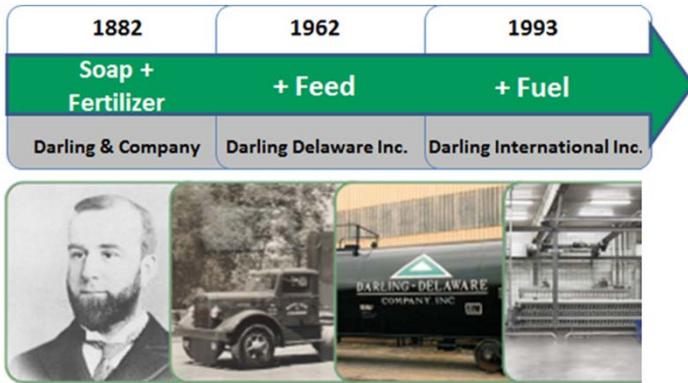 1882
1962
1993
Soap +
Fertilizer
+ Feed
+ Fuel
Darling & Company
Darling Delaware Inc.
Darling International Inc.
DARLING-DELAWARE
COMPANY, INC